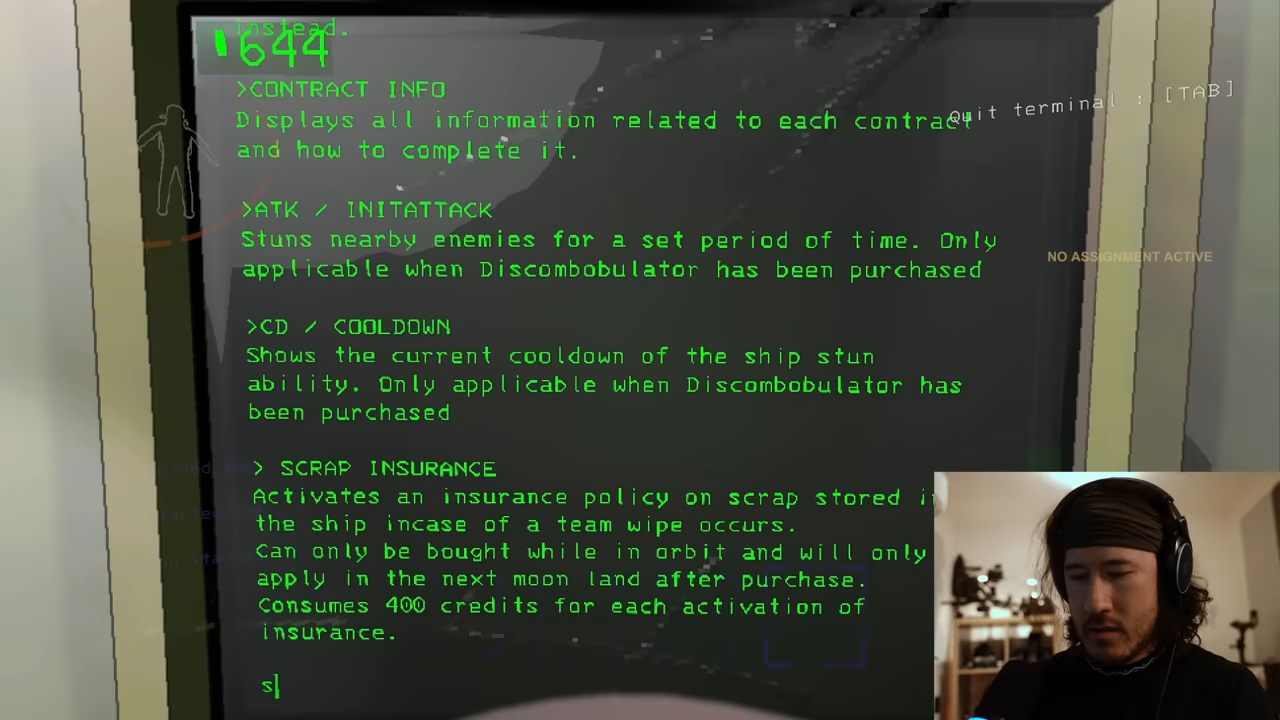 instead.
644
>CONTRACT INFO
Quit terminal : [TAB]
Displays all information related to each contract
and how to complete it.
>ATK / INITATTACK
Stuns nearby enemies for a set period of time. Only
applicable when Discombobulator has been purchased
NO ASSIGNMENT ACTIVE
>CD / COOLDOWN
Shows the current cooldown of the ship stun
ability. Only applicable when Discombobulator has
been purchased
> SCRAP INSURANCE
Activates an insurance policy on scrap stored in
the ship incase of a team wipe occurs.
Can only be bought while in orbit and will only
apply in the next moon land after purchase.
Consumes 400 credits for each activation of
insurance.
s